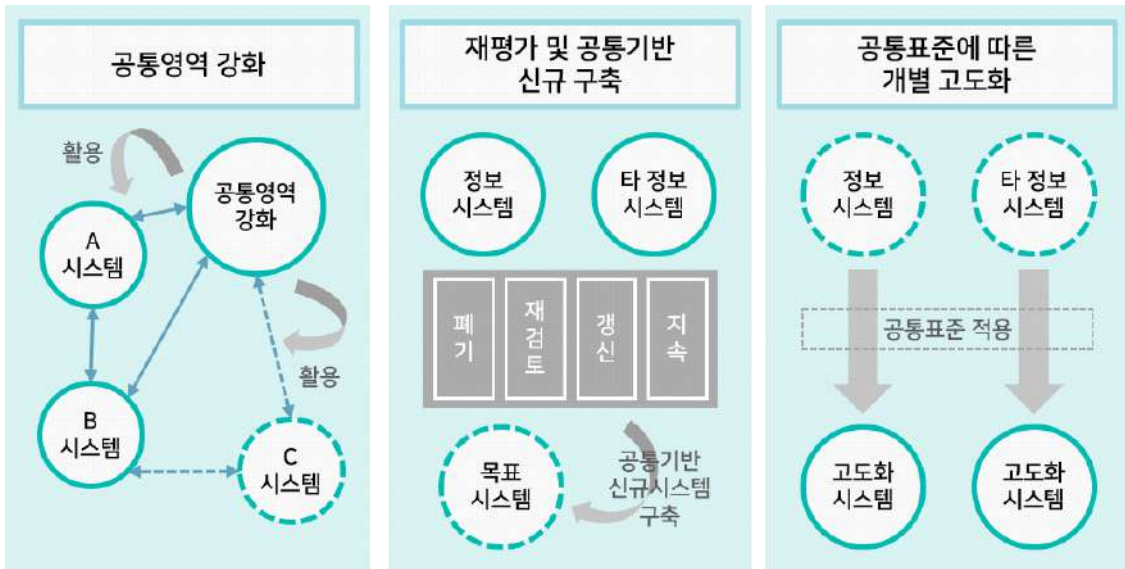 공통영역 강화
활용
공통영역
강화
A
시스템
B
시스템
C
시스템
활용
재평가 및 공통기반
신규 구축
정보
시스템
타 정보
시스템
폐기
재검토
갱신
지속
목표
시스템
공통기반
신규시스템
구축
공통표준에 따른
개별 고도화
정보
시스템
타 정보
시스템
공통표준 적용
고도화
시스템
고도화
시스템